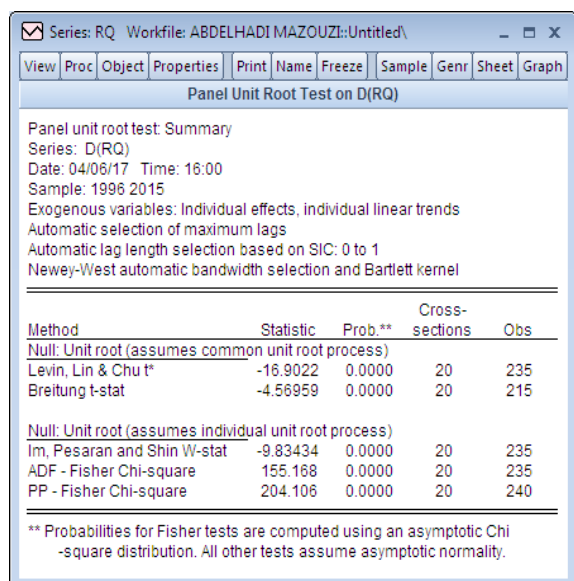 Series: RQ Workfile: ABDELHADI MAZOUZI::Untitled\
View Proc Object Properties Print Name Freeze Sample Genr Sheet Graph
Panel Unit Root Test on D(RQ)
Panel unit root test: Summary
Series: D(RQ)
Date: 04/06/17 Time: 16:00
Sample: 1996 2015
Exogenous variables: Individual effects, individual linear trends
Automatic selection of maximum lags
Automatic lag length selection based on SIC: 0 to 1
Newey-West automatic bandwidth selection and Bartlett kernel
Cross-
Method Statistic Prob.** sections Obs
Null: Unit root (assumes common unit root process)
Levin, Lin & Chu t* -16.9022 0.0000 20 235
Breitung t-stat -4.56959 0.0000 20 215
Null: Unit root (assumes individual unit root process)
Im, Pesaran and Shin W-stat -9.83434 0.0000 20 235
ADF - Fisher Chi-square 155.168 0.0000 20 235
PP - Fisher Chi-square 204.106 0.0000 20 240
** Probabilities for Fisher tests are computed using an asymptotic Chi
-square distribution. All other tests assume asymptotic normality.